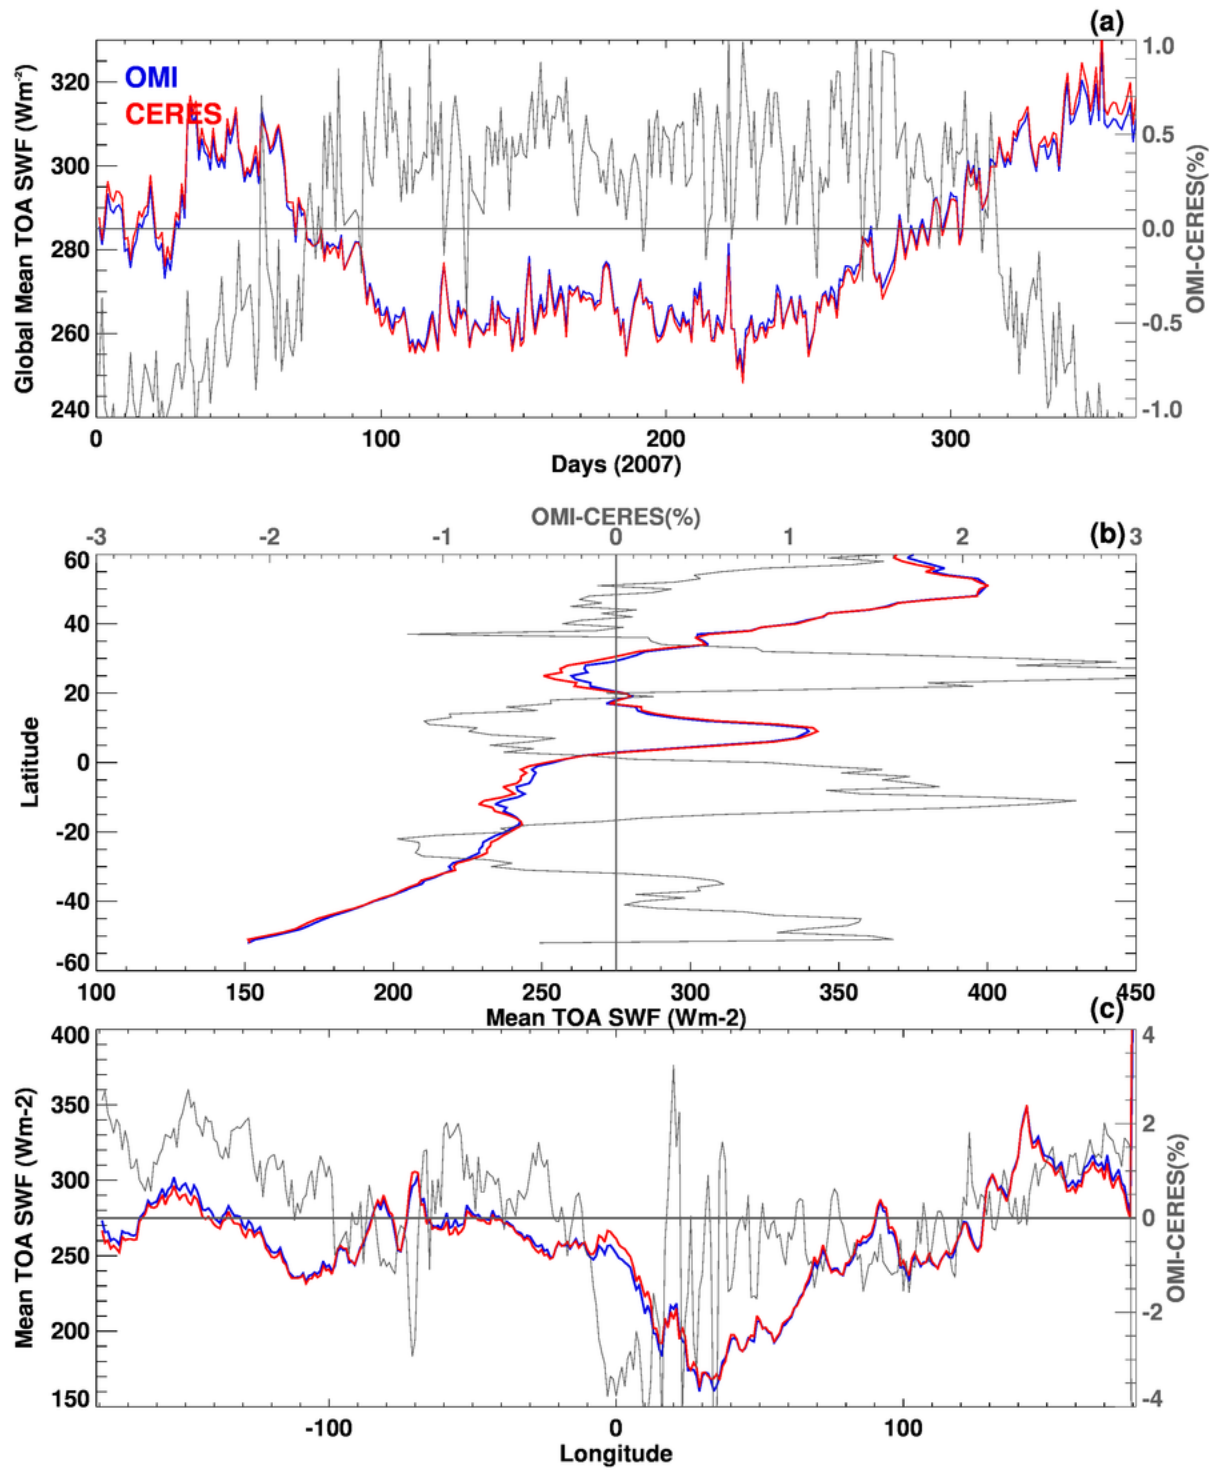 (a)
OMI
CERES
Global Mean TOA SWF (Wm⁻²)
320
300
280
260
240
1.0
0.5
0.0
-0.5
-1.0
OMI-CERES(%)
0 100 200 300
Days (2007)
OMI-CERES(%)
-3 -2 -1 0 1 2 3
(b)
Latitude
60
40
20
0
-20
-40
-60
100 150 200 250 300 350 400 450
Mean TOA SWF (Wm-2)
(c)
Mean TOA SWF (Wm-2)
400
350
300
250
200
150
4
2
0
-2
-4
OMI-CERES(%)
-100 0 100
Longitude